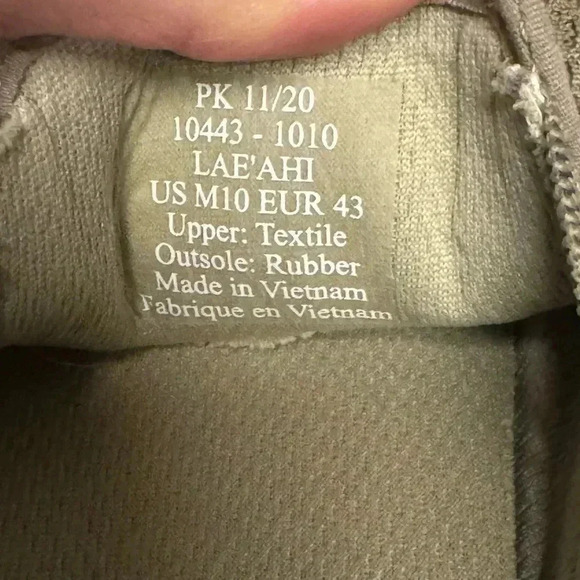 PK 11/20
10443 - 1010
LAE'AHI
US M10 EUR 43
Upper: Textile
Outsole: Rubber
Made in Vietnam
Fabrique en Vietnam